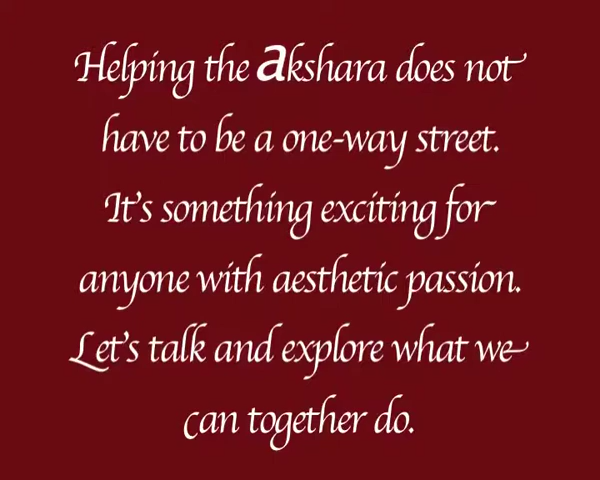 Helping the akshara does not
have to be a one-way street.
It's something exciting for
anyone with aesthetic passion.
Let's talk and explore what we
can together do.